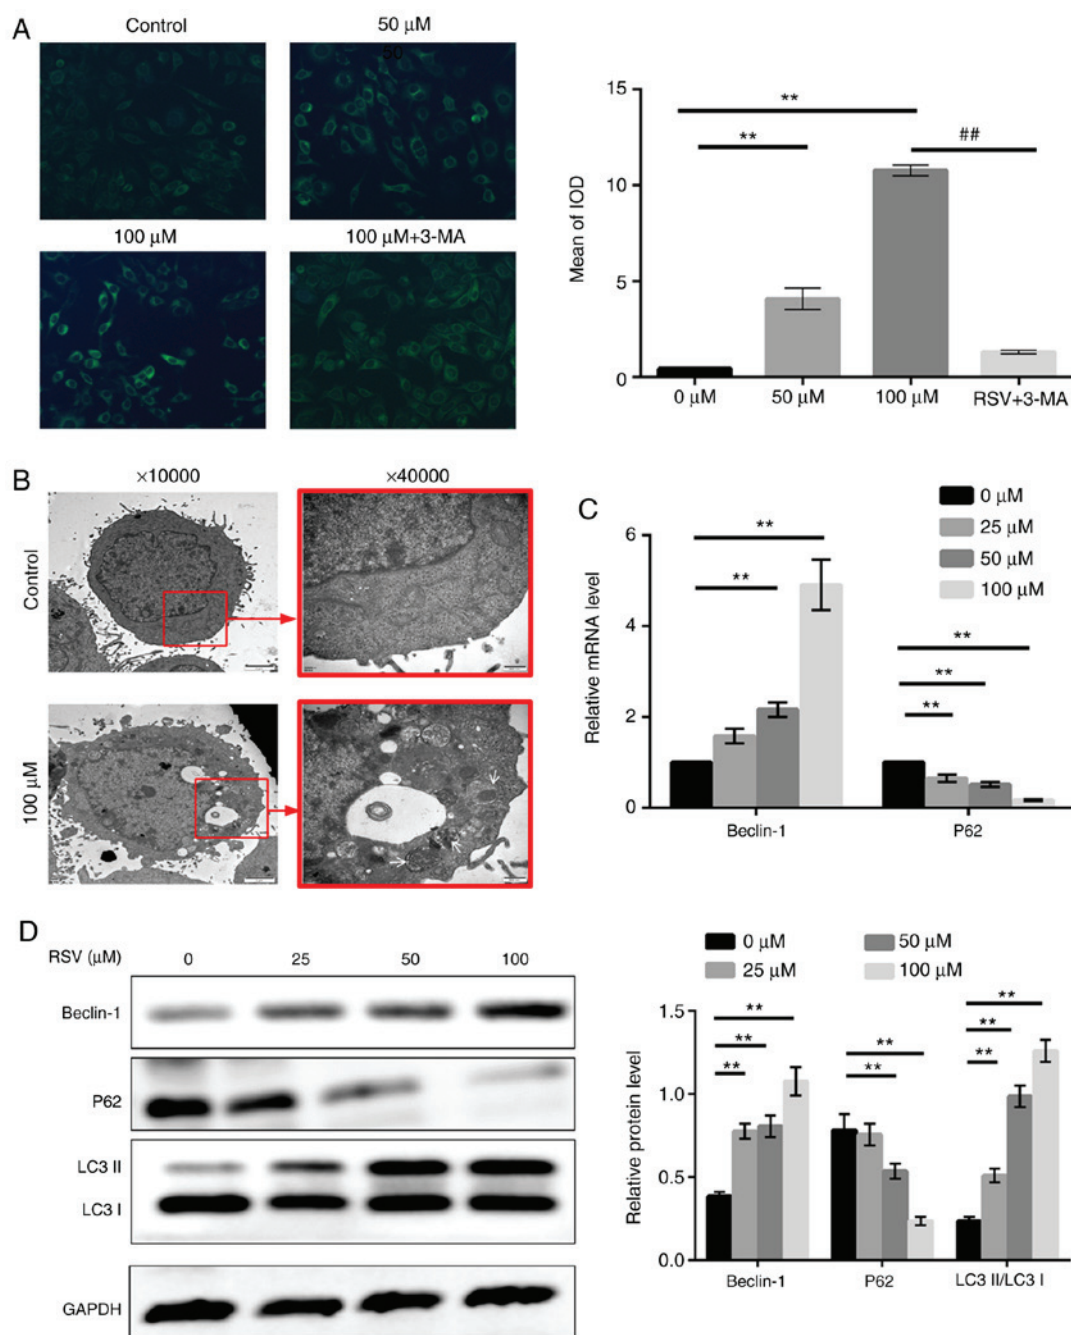 A
Control
50 μM
50
100 μM
100 μM+3-MA
Mean of IOD
15
10
5
0
**
**
##
0 μM
50 μM
100 μM
RSV+3-MA
B
×10000
×40000
Control
100 μM
C
0 μM
25 μM
50 μM
100 μM
Relative mRNA level
6
4
2
0
**
**
**
**
**
Beclin-1
P62
D
RSV (μM)
0
25
50
100
Beclin-1
P62
LC3 II
LC3 I
GAPDH
0 μM
50 μM
25 μM
100 μM
Relative protein level
1.5
1.0
0.5
0.0
**
**
**
**
**
**
**
**
Beclin-1
P62
LC3 II/LC3 I